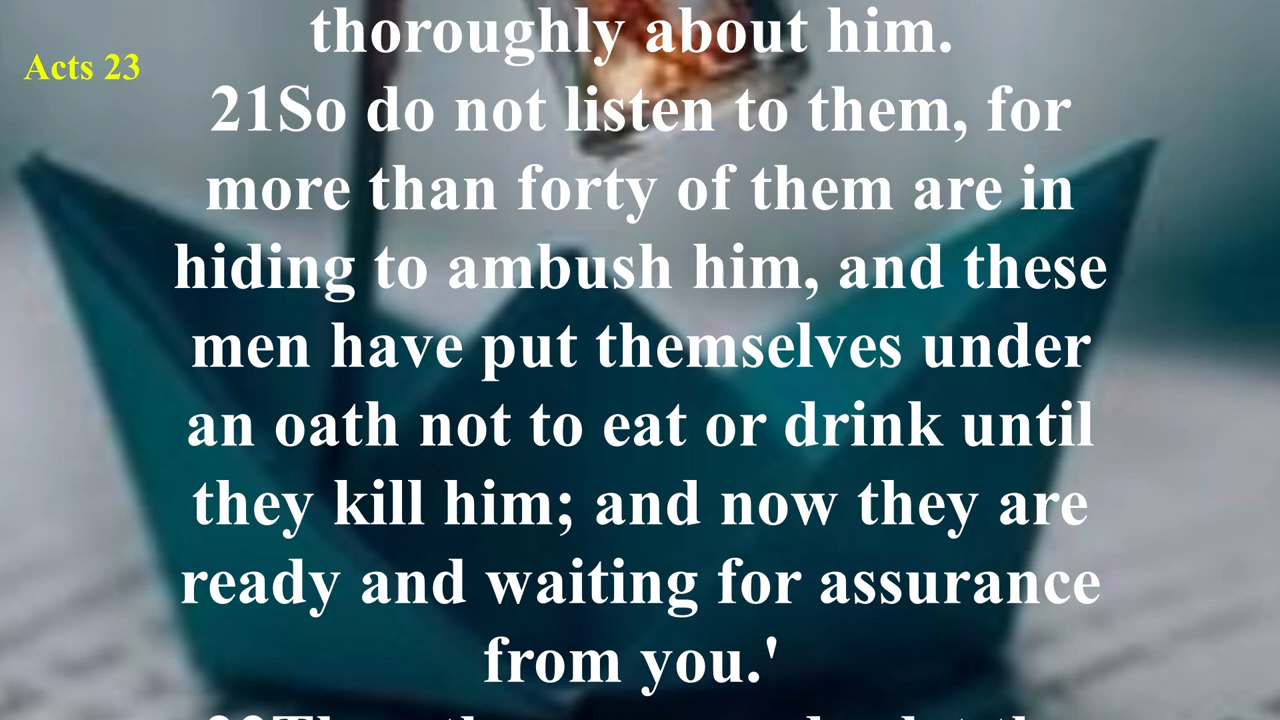 thoroughly about him.
Acts 23
21So do not listen to them, for
more than forty of them are in
hiding to ambush him, and these
men have put themselves under
an oath not to eat or drink until
they kill him; and now they are
ready and waiting for assurance
from you.'